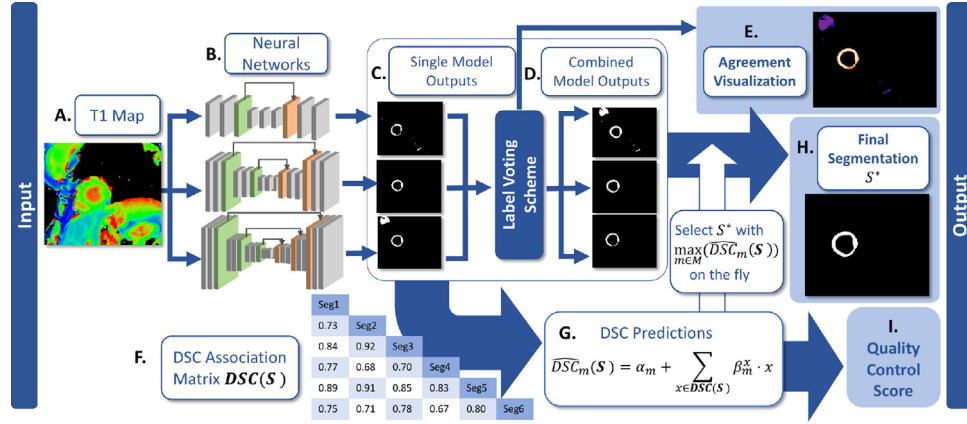 Input
A.
T1 Map
B.
Neural
Networks
C.
Single Model
Outputs
D.
Combined
Model Outputs
Label Voting
Scheme
E.
Agreement
Visualization
H.
Final
Segmentation
S*
Select S* with
max m∈M (DSĈ_m(S))
on the fly
F.
DSC Association
Matrix DSC(S)
Seg1
0.73 Seg2
0.84 0.92 Seg3
0.77 0.68 0.70 Seg4
0.89 0.91 0.85 0.83 Seg5
0.75 0.71 0.78 0.67 0.80 Seg6
G.
DSC Predictions
DSĈ_m(S) = α_m + ∑ x∈DSC(S) β_m^x · x
I.
Quality
Control
Score
Output